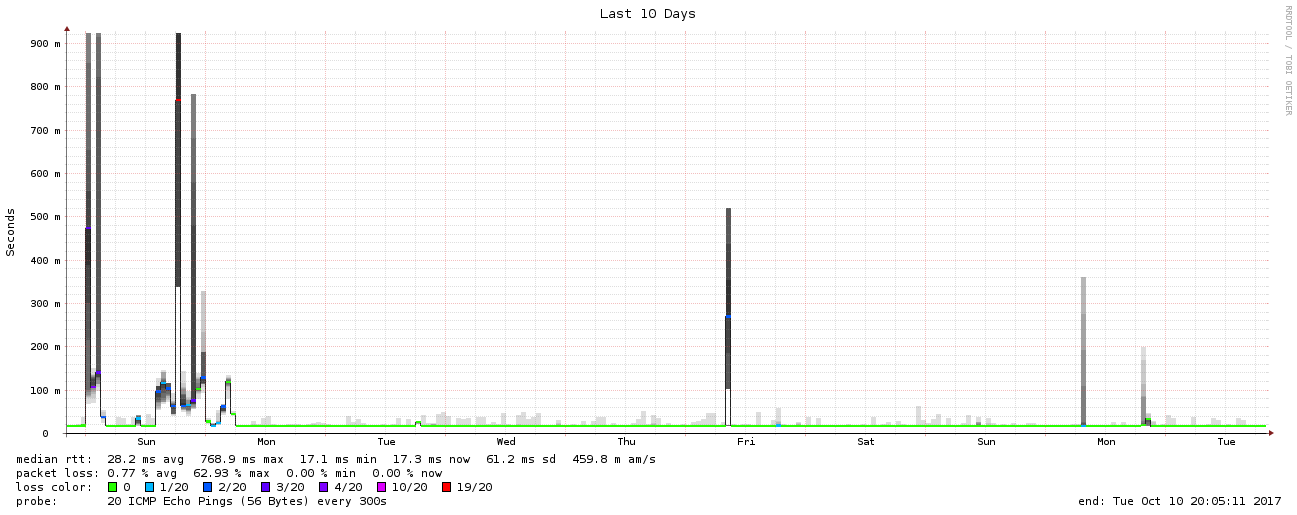 Last 10 Days
RRDTOOL / TOBI OETIKER
Seconds
900 m
800 m
700 m
600 m
500 m
400 m
300 m
200 m
100 m
0
Sun Mon Tue Wed Thu Fri Sat Sun Mon Tue
median rtt: 28.2 ms avg 768.9 ms max 17.1 ms min 17.3 ms now 61.2 ms sd 459.8 m am/s
packet loss: 0.77 % avg 62.93 % max 0.00 % min 0.00 % now
loss color: 0 1/20 2/20 3/20 4/20 10/20 19/20
probe: 20 ICMP Echo Pings (56 Bytes) every 300s end: Tue Oct 10 20:05:11 2017